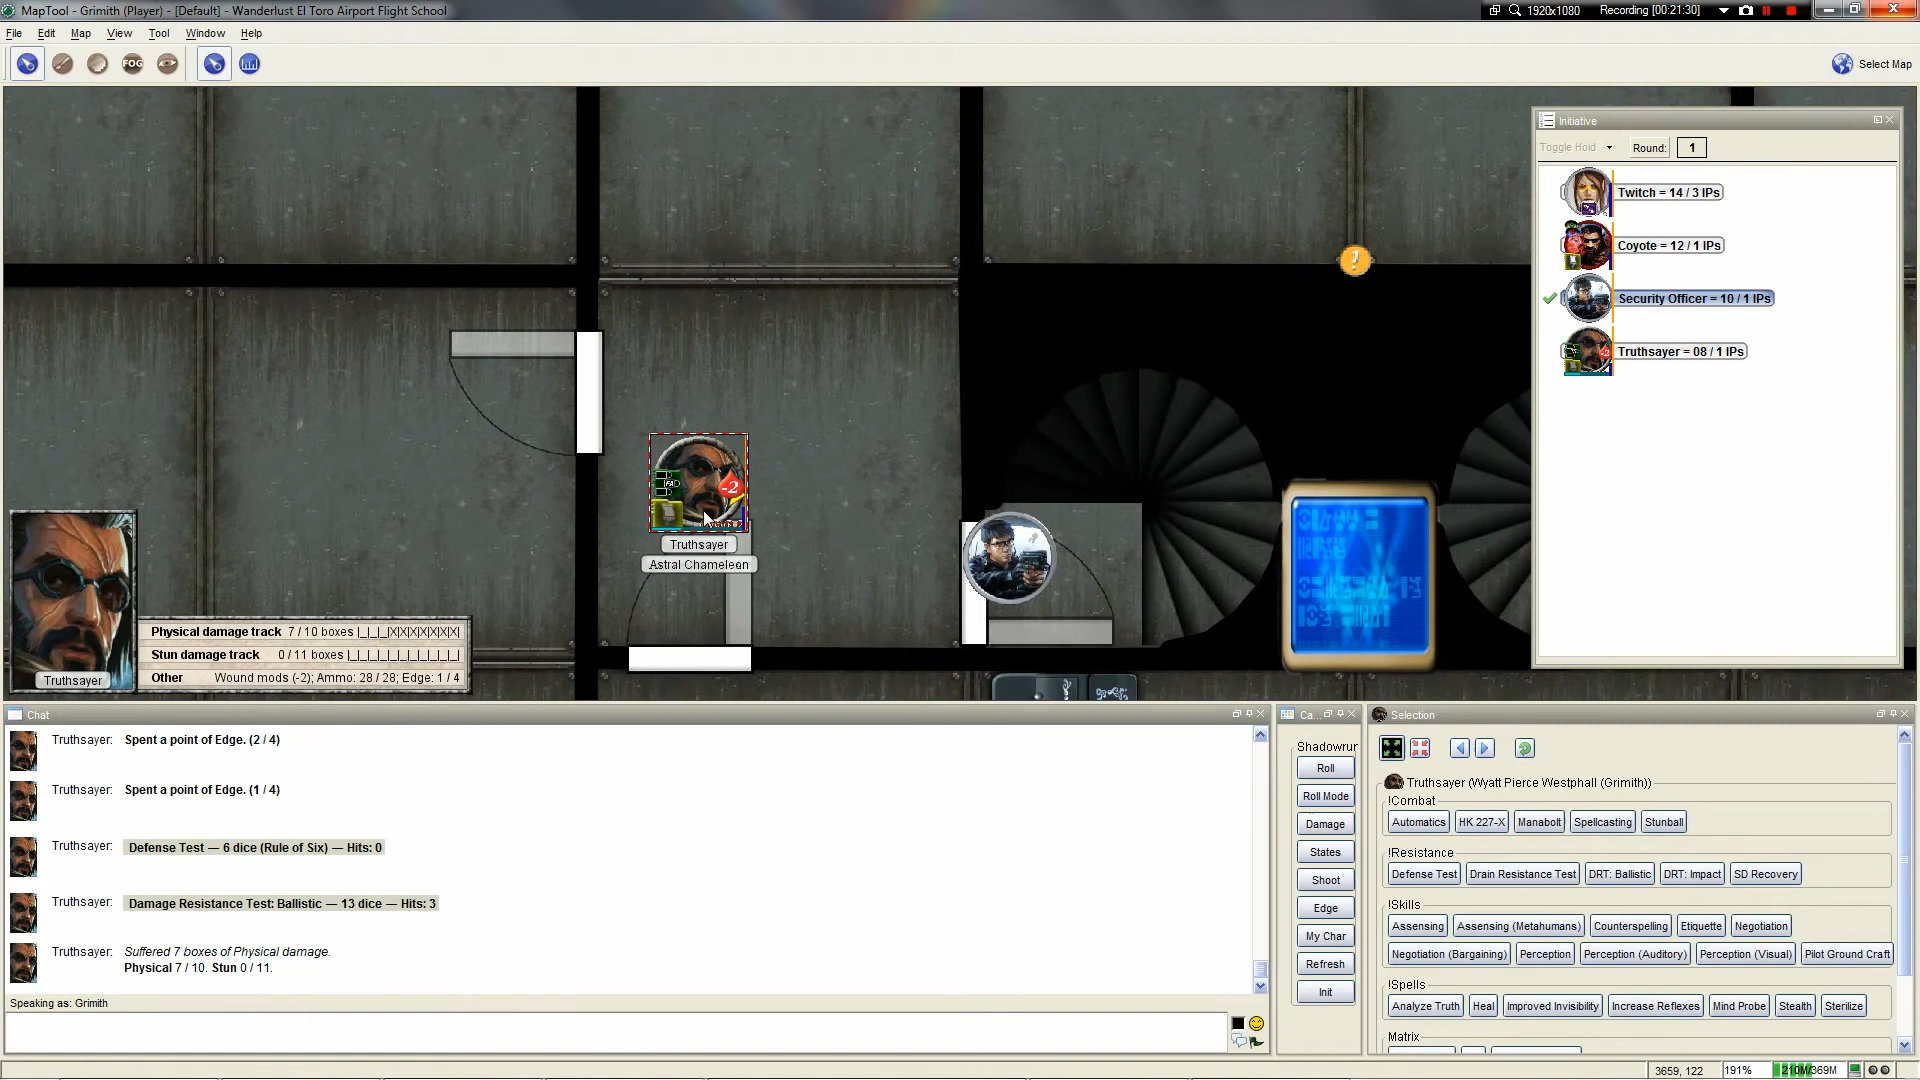 MapTool - Grimith (Player) - [Default] - Wanderlust El Toro Airport Flight School
1920x1080
Recording [00:21:30]
File Edit Map View Tool Window Help
FOG
Select Map
Initiative
Toggle Hold
Round: 1
Twitch = 14 / 3 IPs
Coyote = 12 / 1 IPs
Security Officer = 10 / 1 IPs
Truthsayer = 08 / 1 IPs
FA
-2
Truthsayer
Astral Chameleon
Physical damage track 7 / 10 boxes |_|_|_|X|X|X|X|X|X|X|
Stun damage track 0 / 11 boxes |_|_|_|_|_|_|_|_|_|_|_|
Other Wound mods (-2); Ammo: 28 / 28; Edge: 1 / 4
Truthsayer
Chat
Truthsayer: Spent a point of Edge. (2 / 4)
Truthsayer: Spent a point of Edge. (1 / 4)
Truthsayer: Defense Test — 6 dice (Rule of Six) — Hits: 0
Truthsayer: Damage Resistance Test: Ballistic — 13 dice — Hits: 3
Truthsayer: Suffered 7 boxes of Physical damage.
Physical 7 / 10. Stun 0 / 11.
Speaking as: Grimith
Ca...
Shadowrur
Roll
Roll Mode
Damage
States
Shoot
Edge
My Char
Refresh
Init
Selection
Truthsayer (Wyatt Pierce Westphall (Grimith))
!Combat
Automatics HK 227-X Manabolt Spellcasting Stunball
!Resistance
Defense Test Drain Resistance Test DRT: Ballistic DRT: Impact SD Recovery
!Skills
Assensing Assensing (Metahumans) Counterspelling Etiquette Negotiation
Negotiation (Bargaining) Perception Perception (Auditory) Perception (Visual) Pilot Ground Craft
!Spells
Analyze Truth Heal Improved Invisibility Increase Reflexes Mind Probe Stealth Sterilize
Matrix
3659, 122
191%
210M/369M